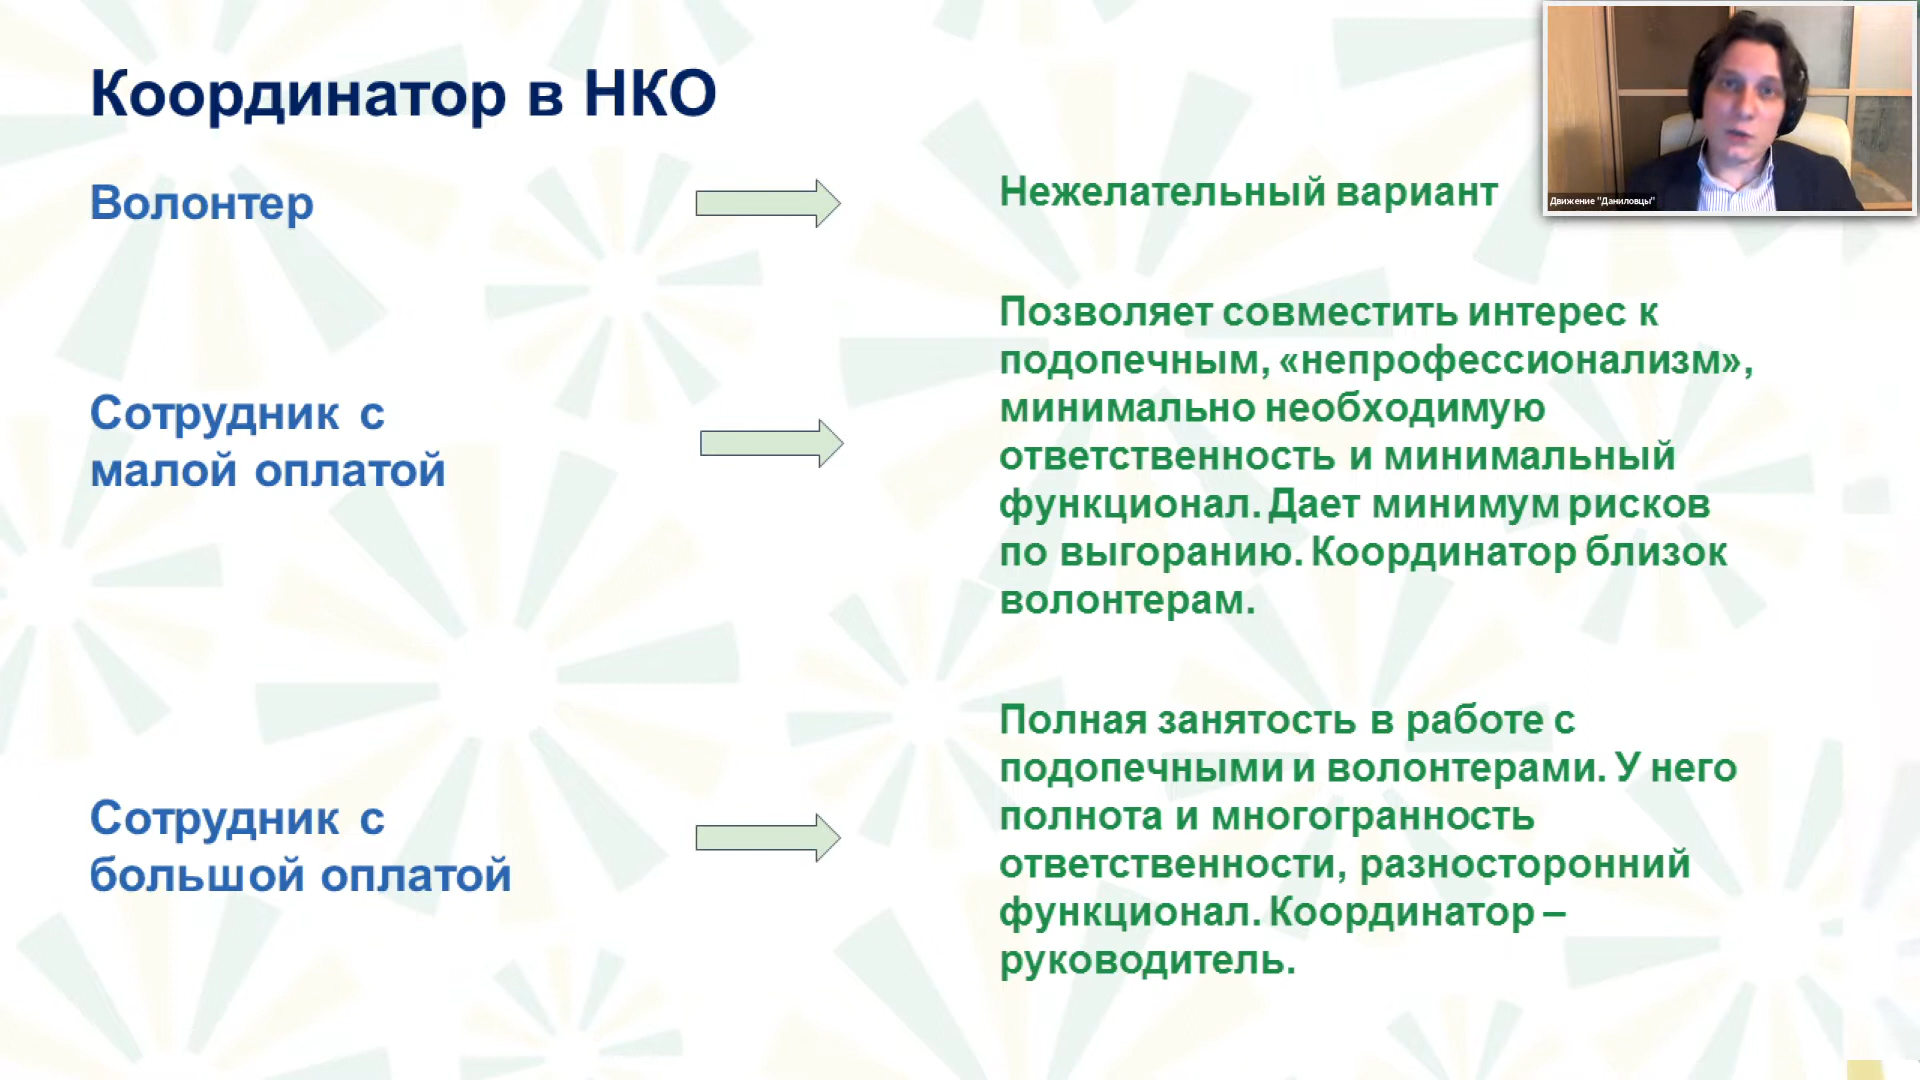 Координатор в НКО
Волонтер
Нежелательный вариант
Движение "Даниловцы"
Сотрудник с
малой оплатой
Позволяет совместить интерес к
подопечным, «непрофессионализм»,
минимально необходимую
ответственность и минимальный
функционал. Дает минимум рисков
по выгоранию. Координатор близок
волонтерам.
Сотрудник с
большой оплатой
Полная занятость в работе с
подопечными и волонтерами. У него
полнота и многогранность
ответственности, разносторонний
функционал. Координатор –
руководитель.